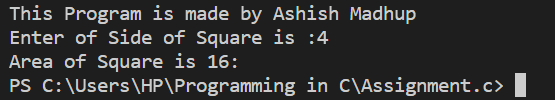 This Program is made by Ashish Madhup
Enter of Side of Square is :4
Area of Square is 16:
PS C:\Users\HP\Programming in C\Assignment.c>